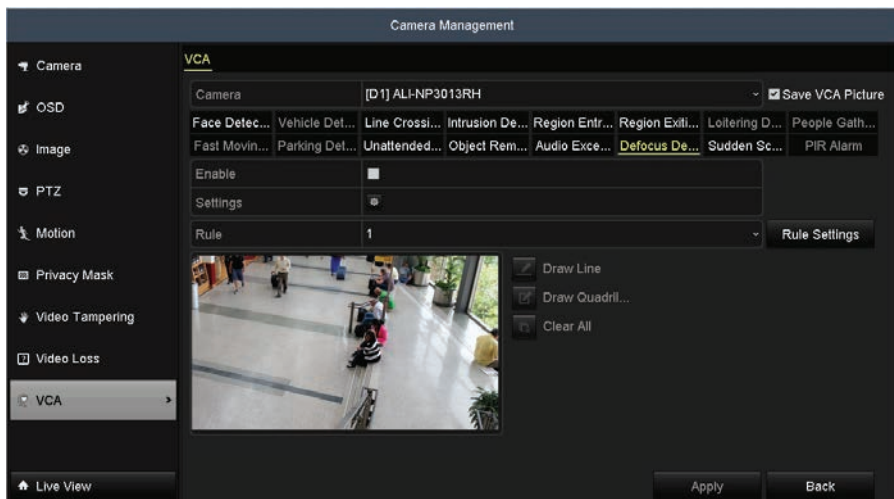 Camera Management
Camera
OSD
Image
PTZ
Motion
Privacy Mask
Video Tampering
Video Loss
VCA
Live View
VCA
Camera [D1] ALI-NP3013RH Save VCA Picture
Face Detec... Vehicle Det... Line Crossi... Intrusion De... Region Entr... Region Exiti... Loitering D... People Gath...
Fast Movin... Parking Det... Unattended... Object Rem... Audio Exce... Defocus De... Sudden Sc... PIR Alarm
Enable
Settings
Rule 1 Rule Settings
Draw Line
Draw Quadril...
Clear All
Apply Back